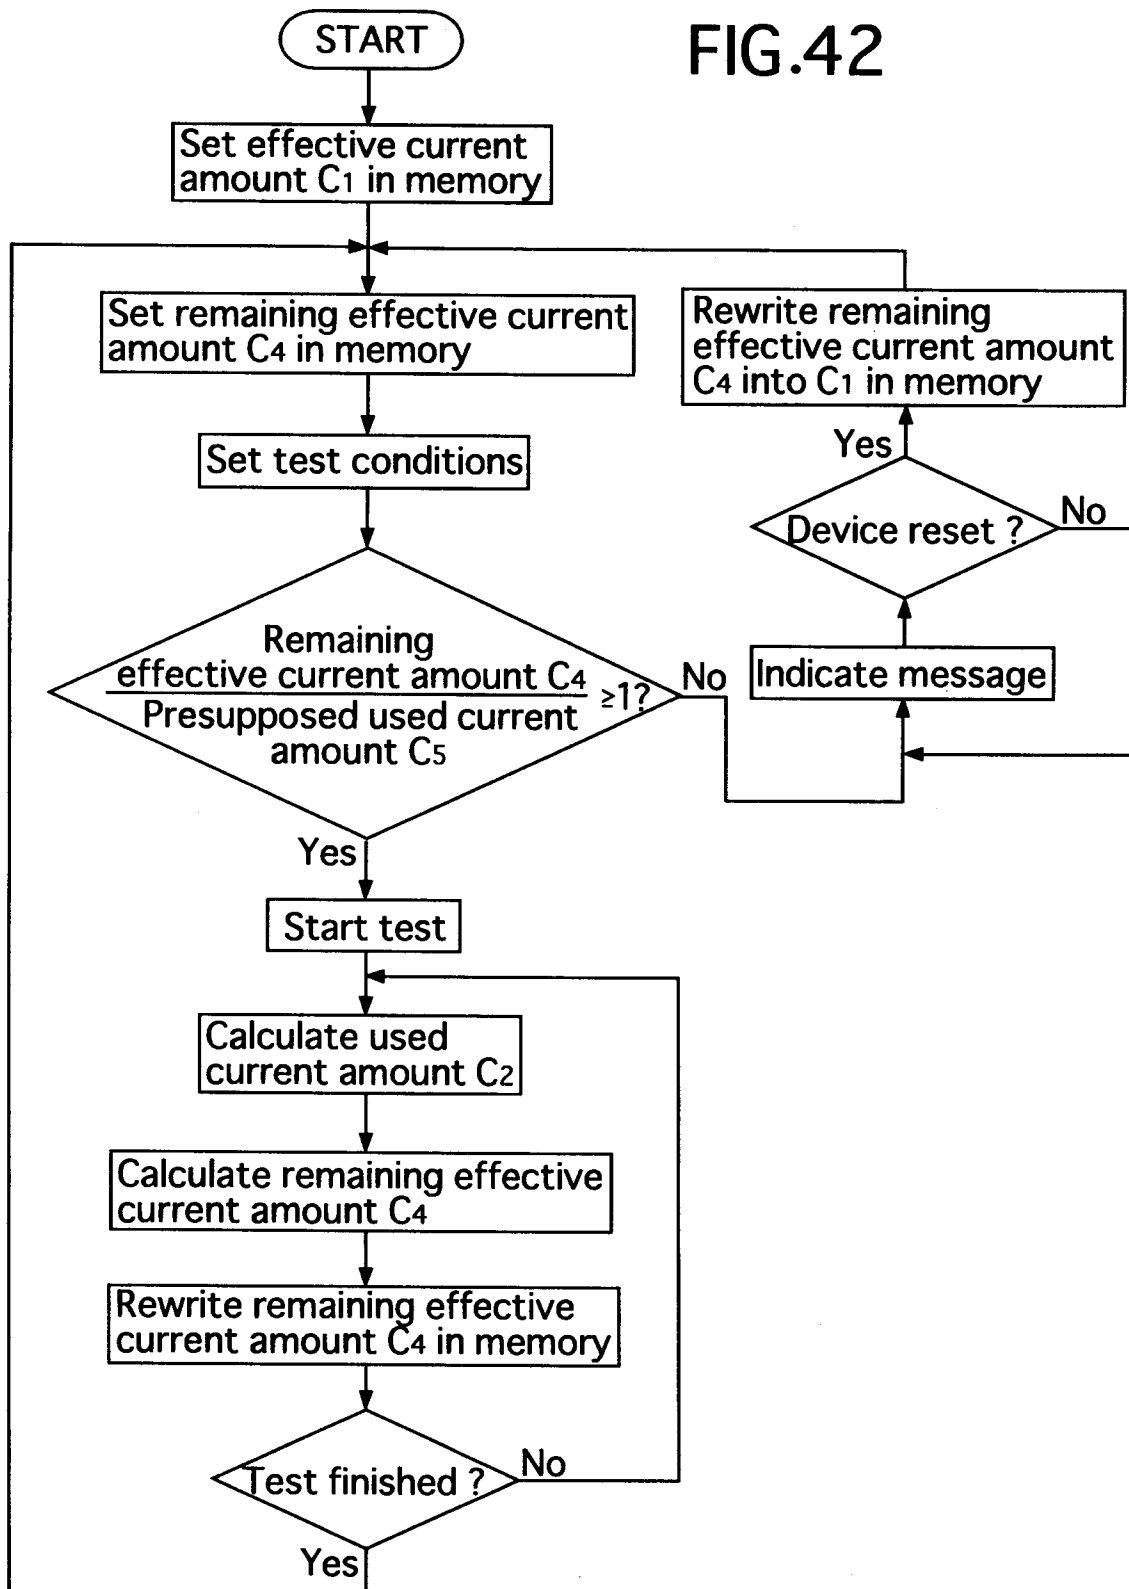 FIG.42
START
Set effective current
amount C1 in memory
Set remaining effective current
amount C4 in memory
Rewrite remaining
effective current amount
C4 into C1 in memory
Yes
Set test conditions
Device reset ?
No
Remaining
effective current amount C4
Presupposed used current
amount C5
≥1?
No
Indicate message
Yes
Start test
Calculate used
current amount C2
Calculate remaining effective
current amount C4
Rewrite remaining effective
current amount C4 in memory
Test finished ?
No
Yes